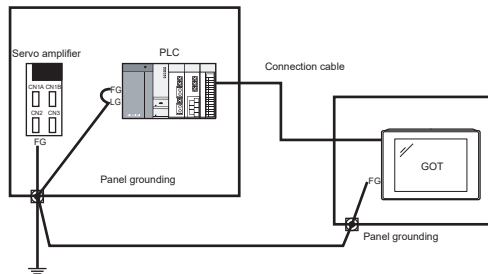 Servo amplifier
PLC
Connection cable
CN1A CN1B
CN2 CN3
FG
FG
LG
Panel grounding
GOT
FG
Panel grounding